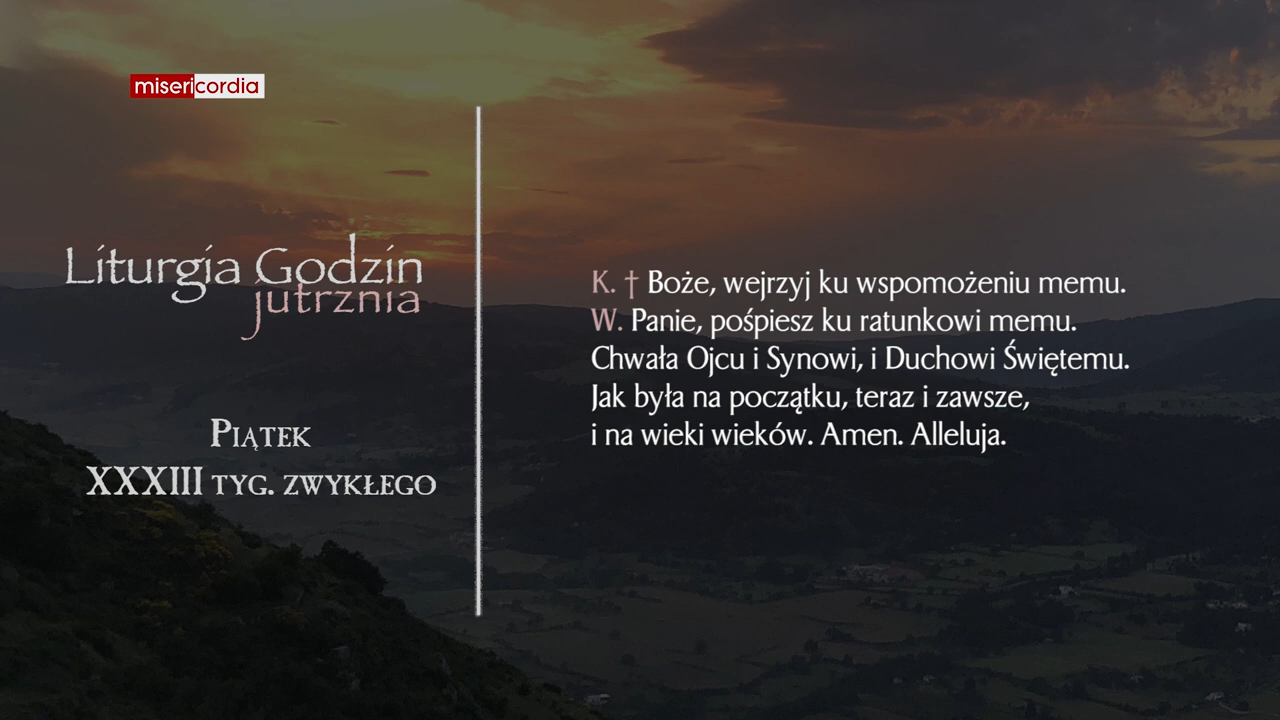 misericordia
Liturgia Godzin
jutrznia
Piątek
XXXIII tyg. zwykłego
K. † Boże, wejrzyj ku wspomożeniu memu.
W. Panie, pośpiesz ku ratunkowi memu.
Chwała Ojcu i Synowi, i Duchowi Świętemu.
Jak była na początku, teraz i zawsze,
i na wieki wieków. Amen. Alleluja.